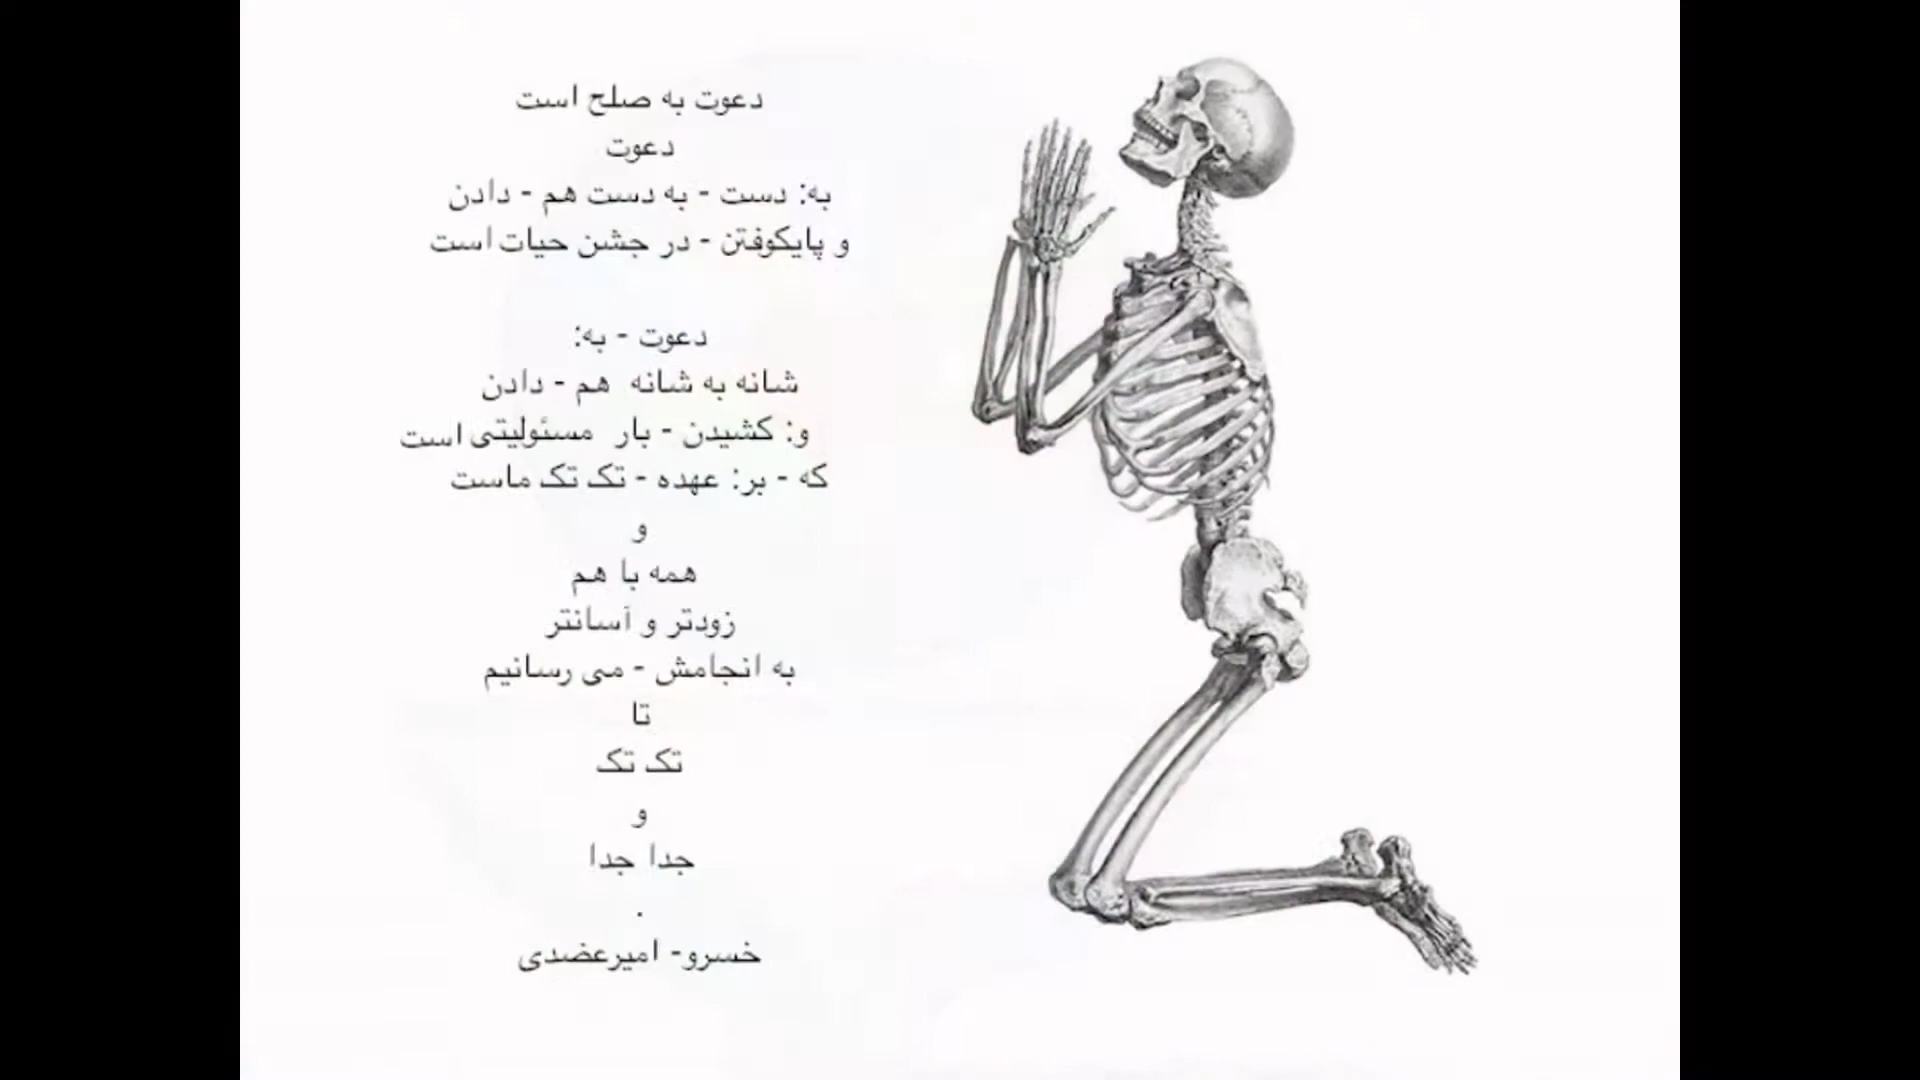 دعوت به صلح است
دعوت
به: دست - به دست هم - دادن
و پایکوفتن - در جشن حیات است
دعوت - به:
شانه به شانه هم - دادن
و: کشیدن - بار مسئولیتی است
که - بر: عهده - تک تک ماست
و
همه با هم
زودتر و آسانتر
به انجامش - می رسانیم
تا
تک تک
و
جدا جدا
.
خسرو- امیرعضدی